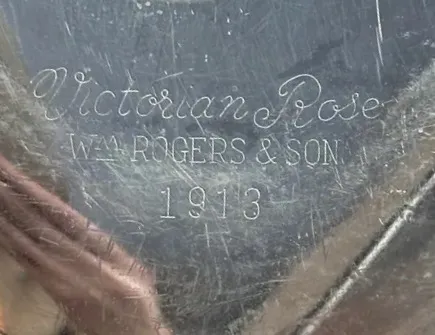 Victorian Rose
WM ROGERS & SON
1913